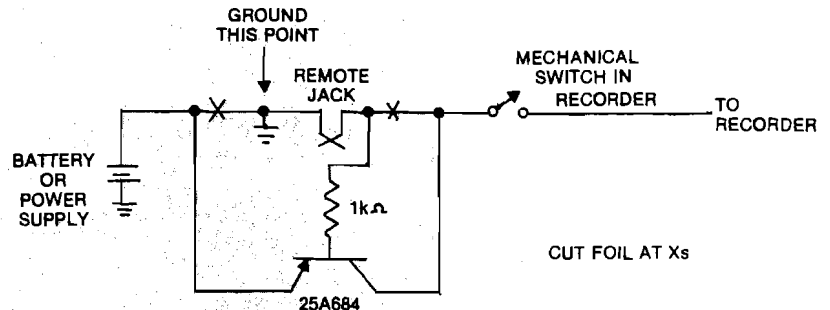 GROUND
THIS POINT
REMOTE
JACK
MECHANICAL
SWITCH IN
RECORDER
TO
RECORDER
BATTERY
OR
POWER
SUPPLY
1kΩ
CUT FOIL AT Xs
25A684